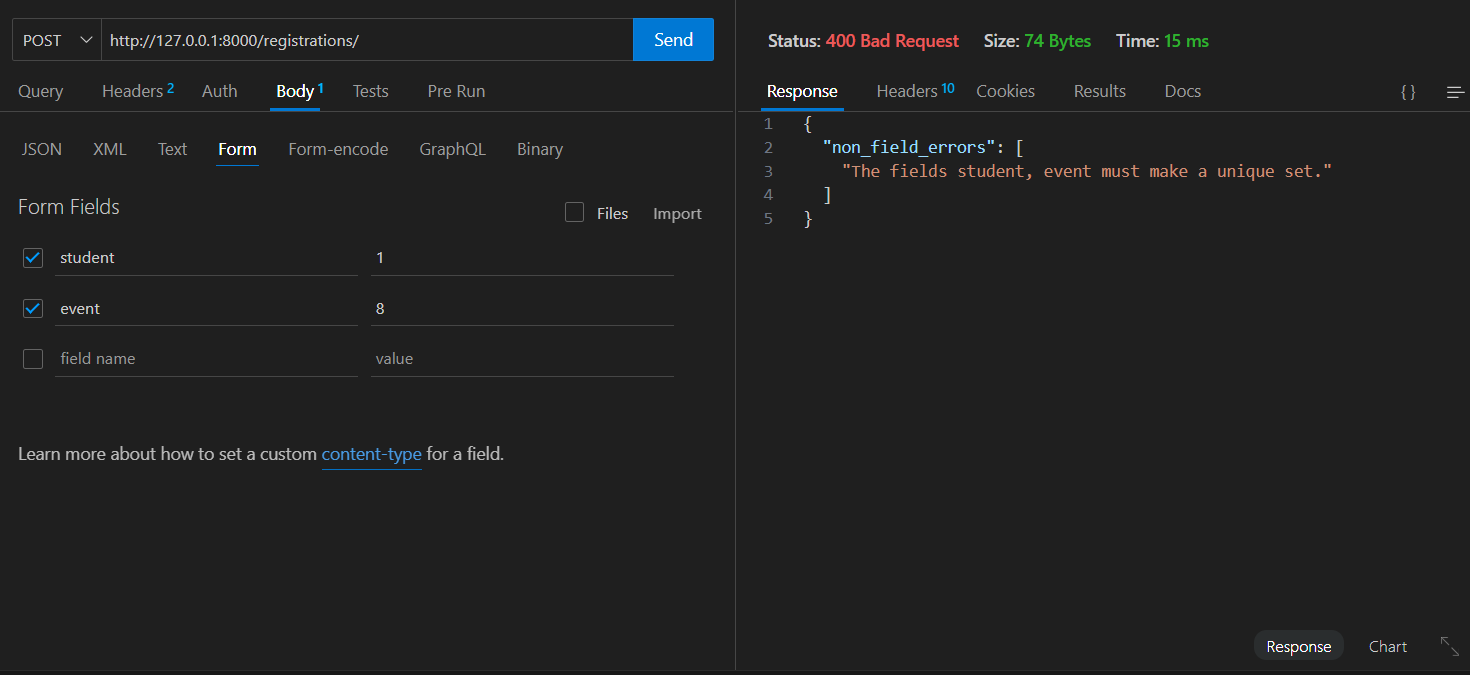 POST http://127.0.0.1:8000/registrations/ Send
Query Headers 2 Auth Body 1 Tests Pre Run
JSON XML Text Form Form-encode GraphQL Binary
Form Fields
Files Import
student 1
event 8
field name value
Learn more about how to set a custom content-type for a field.
Status: 400 Bad Request Size: 74 Bytes Time: 15 ms
Response Headers 10 Cookies Results Docs { }
1 {
2 "non_field_errors": [
3 "The fields student, event must make a unique set."
4 ]
5 }
Response Chart